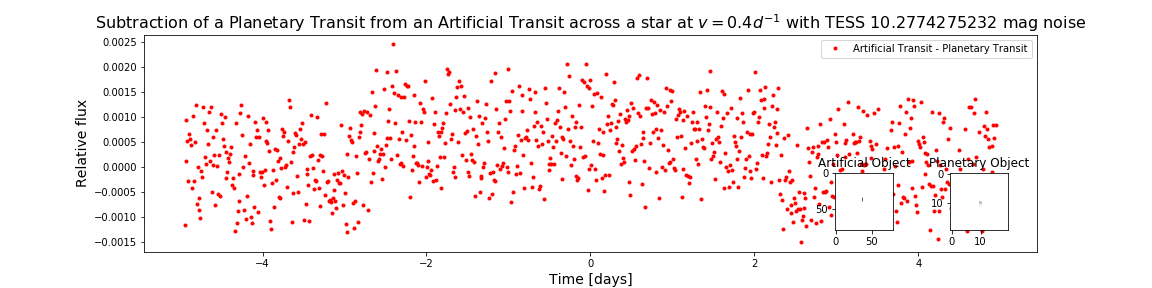 Subtraction of a Planetary Transit from an Artificial Transit across a star at v = 0.4d⁻¹ with TESS 10.2774275232 mag noise
Artificial Transit - Planetary Transit
Relative flux
0.0025
0.0020
0.0015
0.0010
0.0005
0.0000
−0.0005
−0.0010
−0.0015
Artificial Object
0
50
0 50
Planetary Object
0
10
0 10
−4 −2 0 2 4
Time [days]